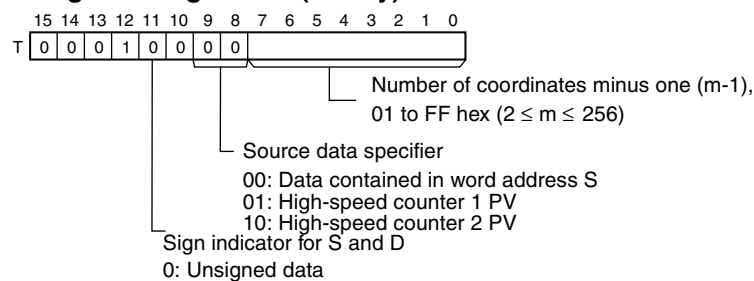 15 14 13 12 11 10 9 8 7 6 5 4 3 2 1 0
T 0 0 0 1 0 0 0 0
Number of coordinates minus one (m-1),
01 to FF hex (2 ≤ m ≤ 256)
Source data specifier
00: Data contained in word address S
01: High-speed counter 1 PV
10: High-speed counter 2 PV
Sign indicator for S and D
0: Unsigned data